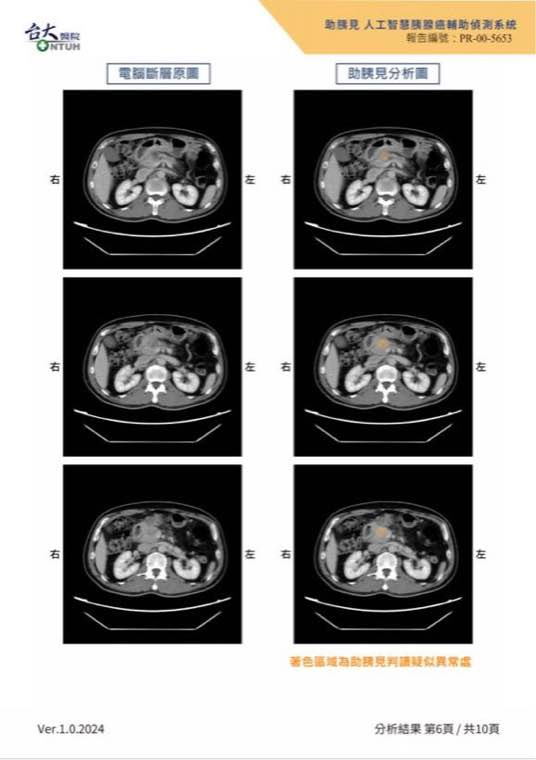 台大醫院
NTUH
助胰見 人工智慧胰腺癌輔助偵測系統
報告編號：PR-00-5653
電腦斷層原圖 助胰見分析圖
右 左 右 左
右 左 右 左
右 左 右 左
著色區域為助胰見判讀疑似異常處
Ver.1.0.2024 分析結果 第6頁 / 共10頁